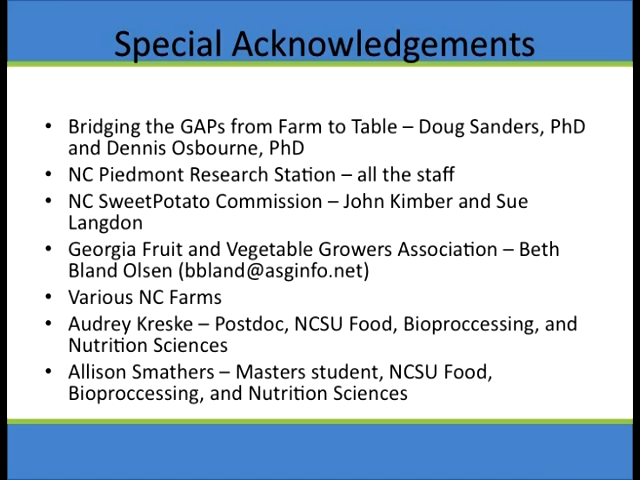 Special Acknowledgements
• Bridging the GAPs from Farm to Table – Doug Sanders, PhD
and Dennis Osbourne, PhD
• NC Piedmont Research Station – all the staff
• NC SweetPotato Commission – John Kimber and Sue
Langdon
• Georgia Fruit and Vegetable Growers Association – Beth
Bland Olsen (bbland@asginfo.net)
• Various NC Farms
• Audrey Kreske – Postdoc, NCSU Food, Bioproccessing, and
Nutrition Sciences
• Allison Smathers – Masters student, NCSU Food,
Bioproccessing, and Nutrition Sciences